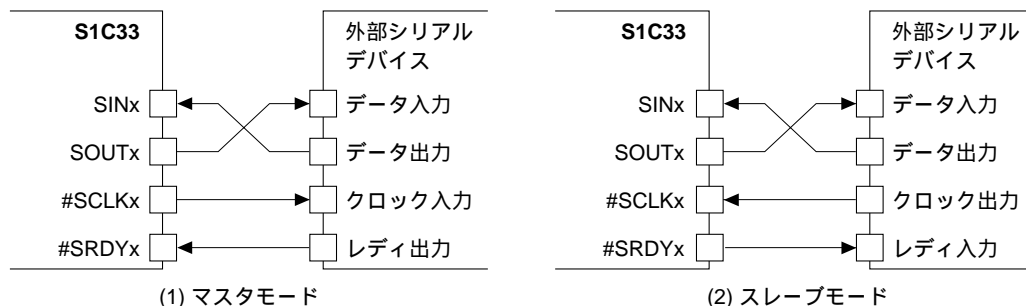 S1C33
外部シリアル
デバイス
SINx
データ入力
SOUTx
データ出力
#SCLKx
クロック入力
#SRDYx
レディ出力
(1) マスタモード
S1C33
外部シリアル
デバイス
SINx
データ入力
SOUTx
データ出力
#SCLKx
クロック出力
#SRDYx
レディ入力
(2) スレーブモード